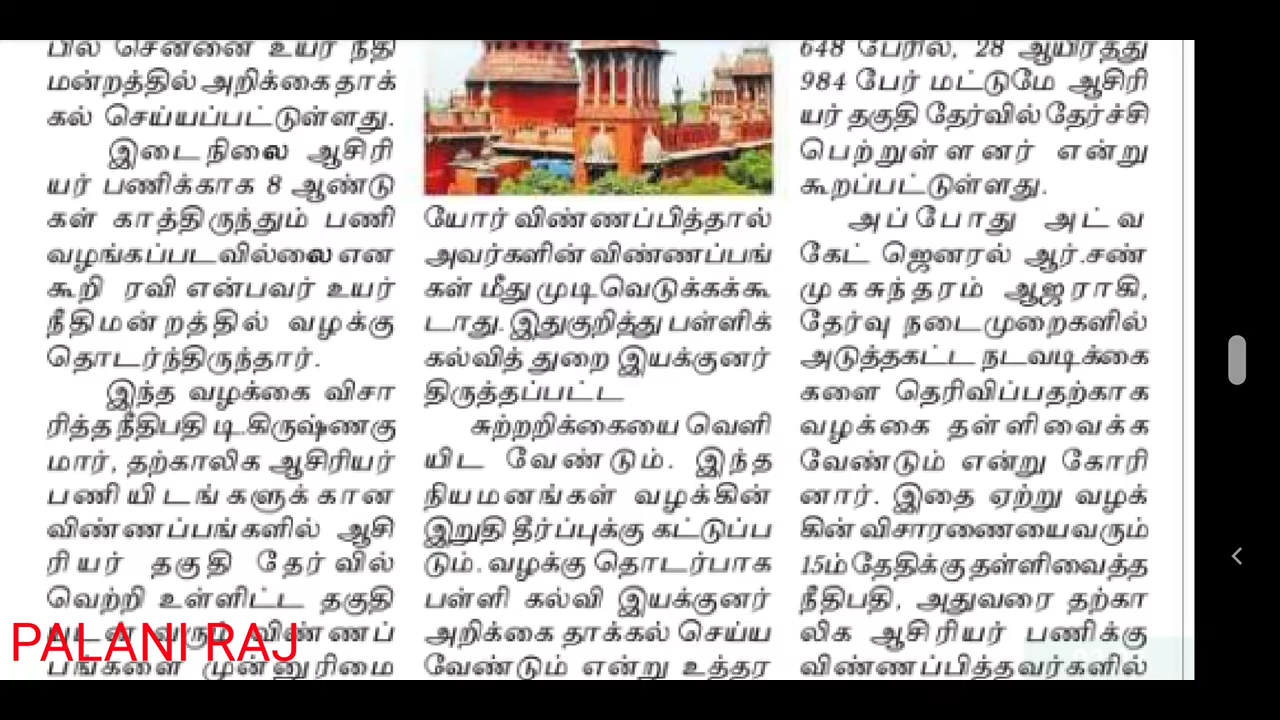 பில் சென்னை உயர் நீதி
மன்றத்தில் அறிக்கை தாக்
கல் செய்யப்பட்டுள்ளது.
இடைநிலை ஆசிரி
யர் பணிக்காக 8 ஆண்டு
கள் காத்திருந்தும் பணி
வழங்கப்படவில்லை என
கூறி ரவி என்பவர் உயர்
நீதிமன்றத்தில் வழக்கு
தொடர்ந்திருந்தார்.
இந்த வழக்கை விசா
ரித்த நீதிபதி டி.கிருஷ்ணகு
மார், தற்காலிக ஆசிரியர்
பணியிடங்களுக்கான
விண்ணப்பங்களில் ஆசி
ரியர் தகுதி தேர்வில்
வெற்றி உள்ளிட்ட தகுதி
வரும் விண்ணப்
பங்களை முன்னுரிமை
யோர் விண்ணப்பித்தால்
அவர்களின் விண்ணப்பங்
கள் மீது முடிவெடுக்கக்கூ
டாது. இதுகுறித்து பள்ளிக்
கல்வித் துறை இயக்குனர்
திருத்தப்பட்ட
சுற்றறிக்கையை வெளி
யிட வேண்டும். இந்த
நியமனங்கள் வழக்கின்
இறுதி தீர்ப்புக்கு கட்டுப்ப
டும். வழக்கு தொடர்பாக
பள்ளி கல்வி இயக்குனர்
அறிக்கை தாக்கல் செய்ய
வேண்டும் என்று உத்தர
648 பேரில், 28 ஆயிரத்து
984 பேர் மட்டுமே ஆசிரி
யர் தகுதி தேர்வில் தேர்ச்சி
பெற்றுள்ளனர் என்று
கூறப்பட்டுள்ளது.
அப்போது அட்வ
கேட் ஜெனரல் ஆர்.சண்
முகசுந்தரம் ஆஜராகி,
தேர்வு நடைமுறைகளில்
அடுத்தகட்ட நடவடிக்கை
களை தெரிவிப்பதற்காக
வழக்கை தள்ளிவைக்க
வேண்டும் என்று கோரி
னார். இதை ஏற்று வழக்
கின் விசாரணையைவரும்
15ம் தேதிக்கு தள்ளிவைத்த
நீதிபதி, அதுவரை தற்கா
லிக ஆசிரியர் பணிக்கு
விண்ணப்பித்தவர்களில்
PALANI RAJ